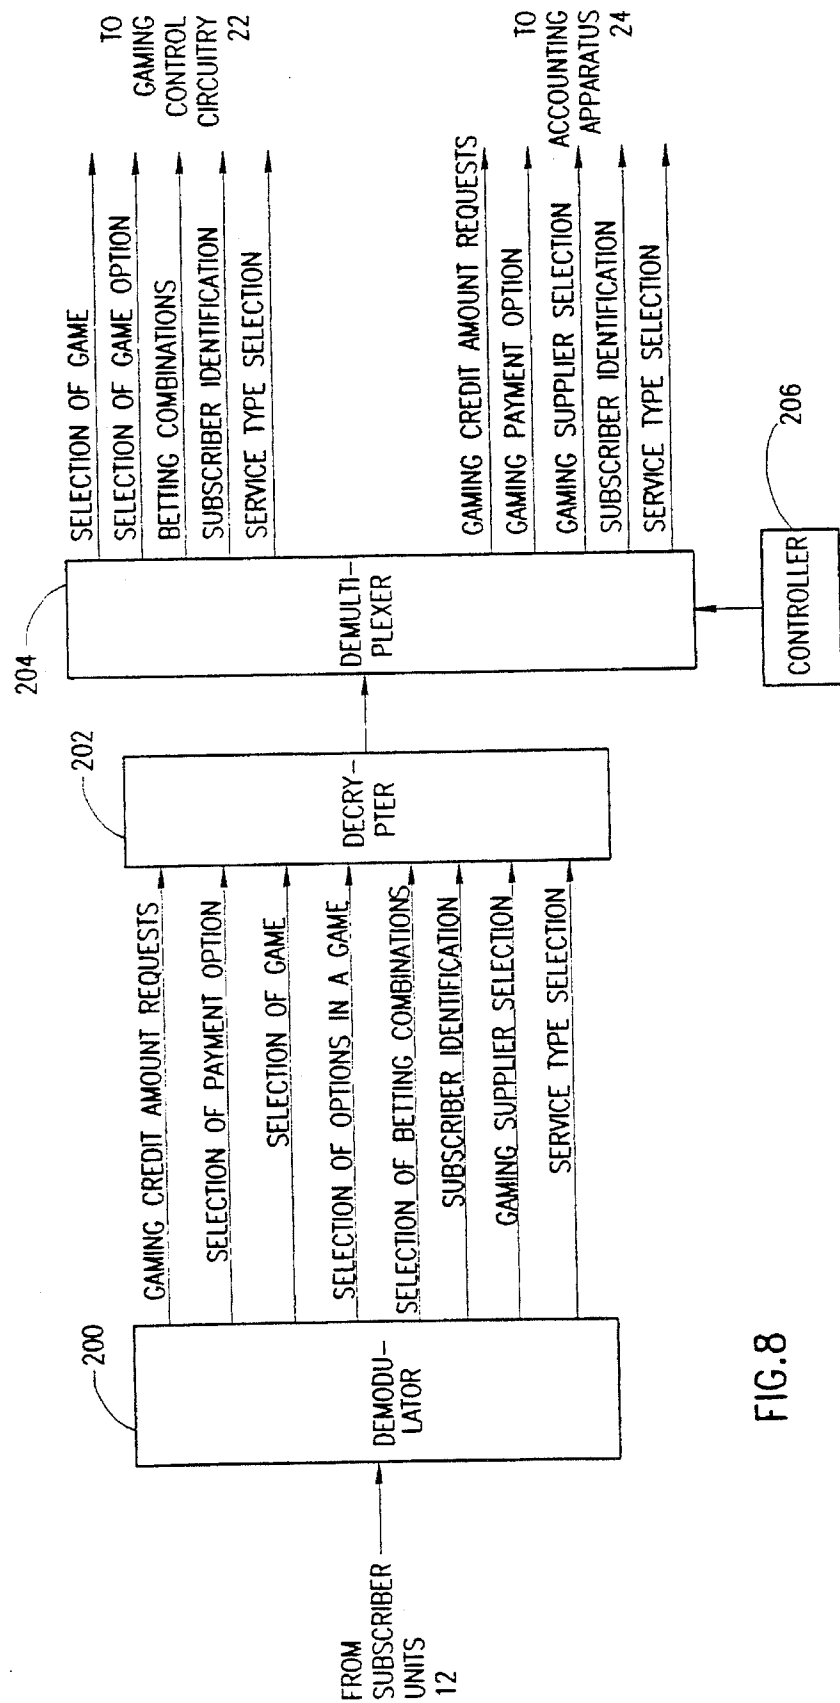 FROM
SUBSCRIBER
UNITS
12
200
DEMODU-
LATOR
GAMING CREDIT AMOUNT REQUESTS
SELECTION OF PAYMENT OPTION
SELECTION OF GAME
SELECTION OF OPTIONS IN A GAME
SELECTION OF BETTING COMBINATIONS
SUBSCRIBER IDENTIFICATION
GAMING SUPPLIER SELECTION
SERVICE TYPE SELECTION
202
DECRY-
PTER
204
DEMULTI-
PLEXER
SELECTION OF GAME
SELECTION OF GAME OPTION
BETTING COMBINATIONS
SUBSCRIBER IDENTIFICATION
SERVICE TYPE SELECTION
TO
GAMING
CONTROL
CIRCUITRY
22
GAMING CREDIT AMOUNT REQUESTS
GAMING PAYMENT OPTION
GAMING SUPPLIER SELECTION
SUBSCRIBER IDENTIFICATION
SERVICE TYPE SELECTION
TO
ACCOUNTING
APPARATUS
24
CONTROLLER
206
FIG.8